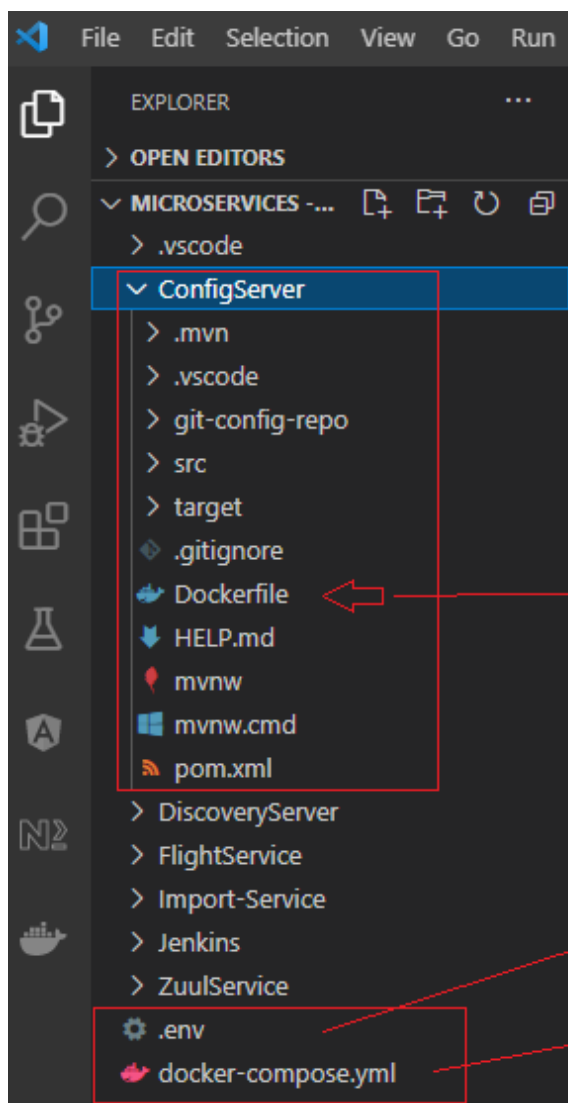 File Edit Selection View Go Run
EXPLORER ...
OPEN EDITORS
MICROSERVICES -...
.vscode
ConfigServer
.mvn
.vscode
git-config-repo
src
target
.gitignore
Dockerfile
HELP.md
mvnw
mvnw.cmd
pom.xml
DiscoveryServer
FlightService
Import-Service
Jenkins
ZuulService
.env
docker-compose.yml